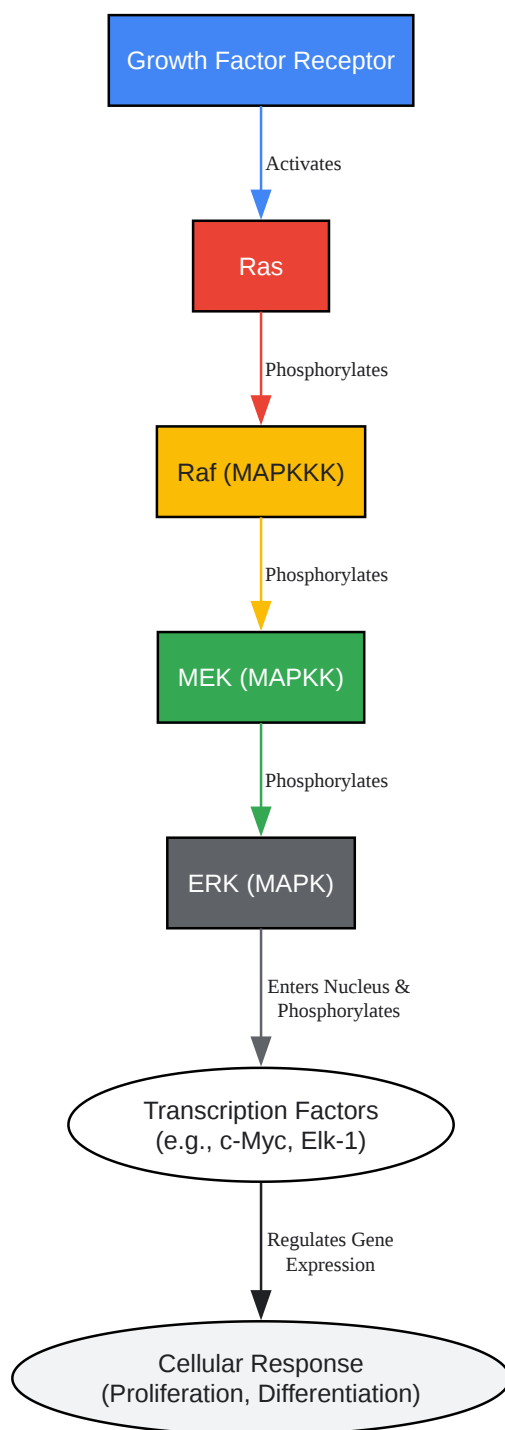 Growth Factor Receptor
Activates
Ras
Phosphorylates
Raf (MAPKKK)
Phosphorylates
MEK (MAPKK)
Phosphorylates
ERK (MAPK)
Enters Nucleus &
Phosphorylates
Transcription Factors
(e.g., c-Myc, Elk-1)
Regulates Gene
Expression
Cellular Response
(Proliferation, Differentiation)